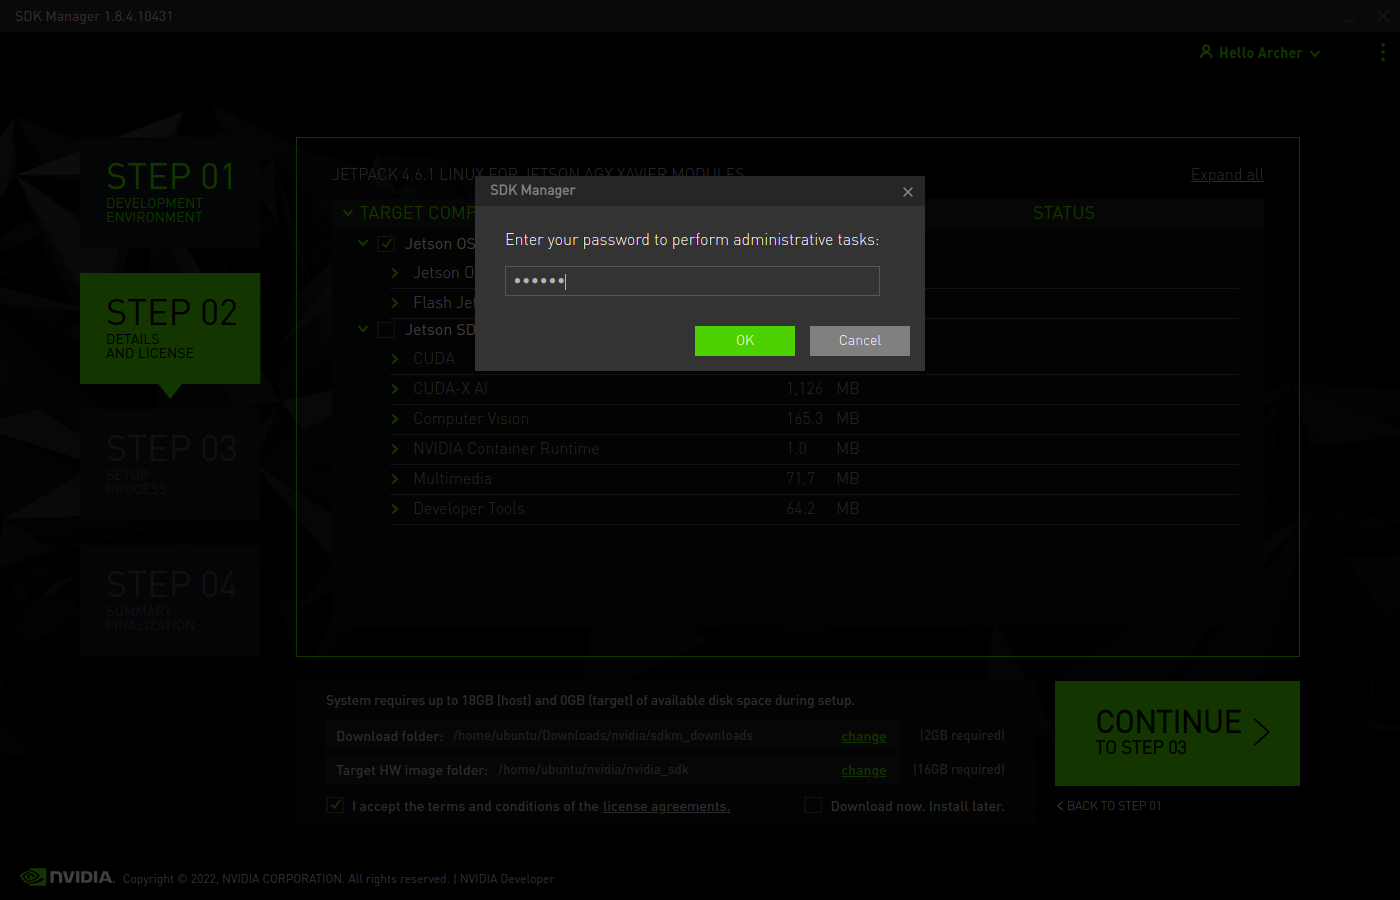 SDK Manager 1.8.4.10431
Hello Archer
STEP 01
DEVELOPMENT
ENVIRONMENT
STEP 02
DETAILS
AND LICENSE
STEP 03
SETUP
PROCESS
STEP 04
SUMMARY
FINALIZATION
JETPACK 4.6.1 LINUX FOR JETSON AGX XAVIER MODULES
Expand all
TARGET COMP
STATUS
Jetson OS
Jetson O
Flash Jet
Jetson SD
CUDA
CUDA-X AI 1,126 MB
Computer Vision 165.3 MB
NVIDIA Container Runtime 1.0 MB
Multimedia 71.7 MB
Developer Tools 64.2 MB
SDK Manager
Enter your password to perform administrative tasks:
••••••
OK
Cancel
System requires up to 18GB (host) and 0GB (target) of available disk space during setup.
Download folder: /home/ubuntu/Downloads/nvidia/sdkm_downloads change (2GB required)
Target HW image folder: /home/ubuntu/nvidia/nvidia_sdk change (16GB required)
I accept the terms and conditions of the license agreements.
Download now. Install later.
CONTINUE
TO STEP 03
BACK TO STEP 01
NVIDIA. Copyright © 2022, NVIDIA CORPORATION. All rights reserved. | NVIDIA Developer